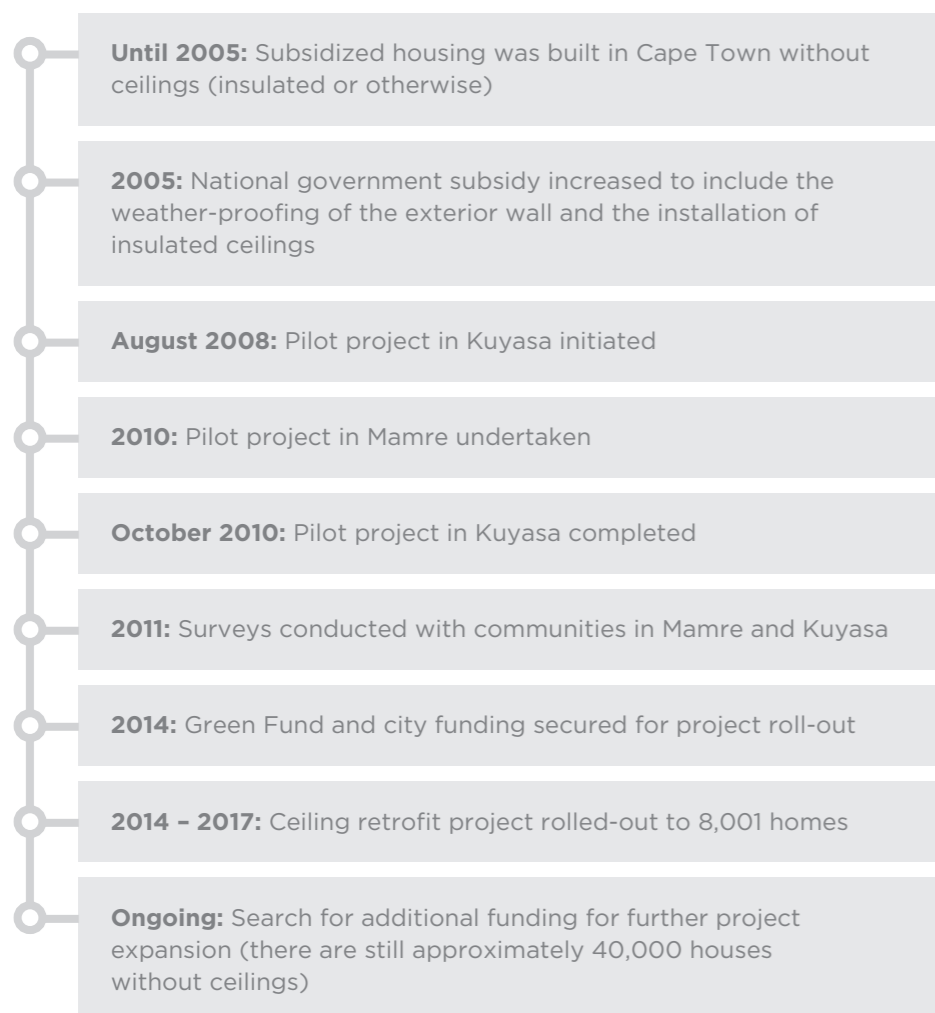 Until 2005: Subsidized housing was built in Cape Town without
ceilings (insulated or otherwise)
2005: National government subsidy increased to include the
weather-proofing of the exterior wall and the installation of
insulated ceilings
August 2008: Pilot project in Kuyasa initiated
2010: Pilot project in Mamre undertaken
October 2010: Pilot project in Kuyasa completed
2011: Surveys conducted with communities in Mamre and Kuyasa
2014: Green Fund and city funding secured for project roll-out
2014 – 2017: Ceiling retrofit project rolled-out to 8,001 homes
Ongoing: Search for additional funding for further project
expansion (there are still approximately 40,000 houses
without ceilings)